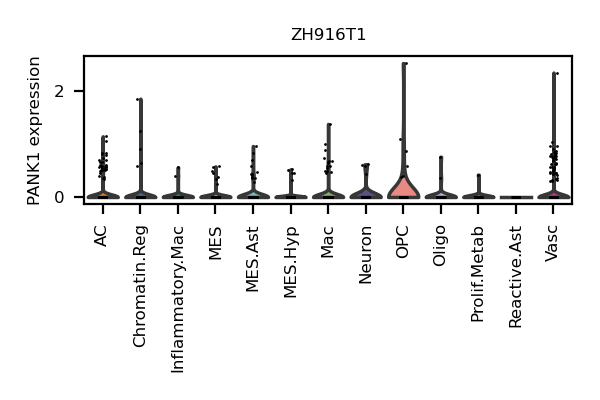 ZH916T1
PANK1 expression
2
0
AC
Chromatin.Reg
Inflammatory.Mac
MES
MES.Ast
MES.Hyp
Mac
Neuron
OPC
Oligo
Prolif.Metab
Reactive.Ast
Vasc